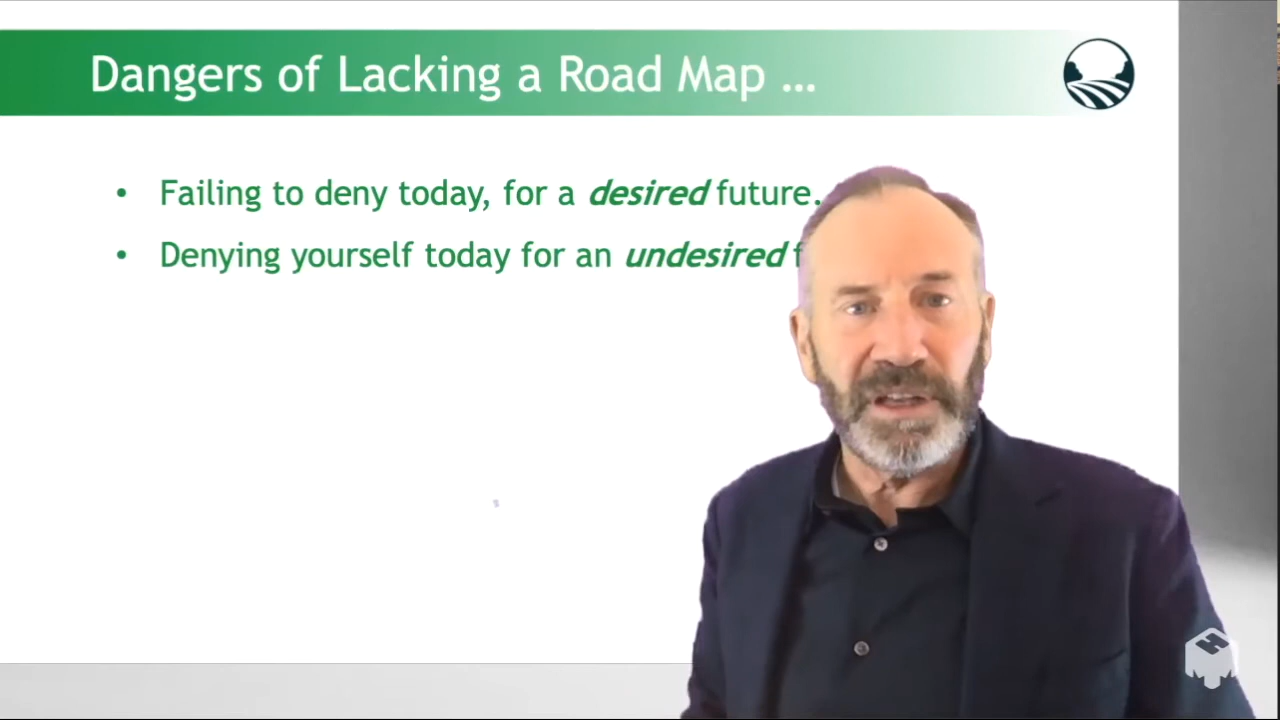 Dangers of Lacking a Road Map ...
• Failing to deny today, for a desired future.
• Denying yourself today for an undesired